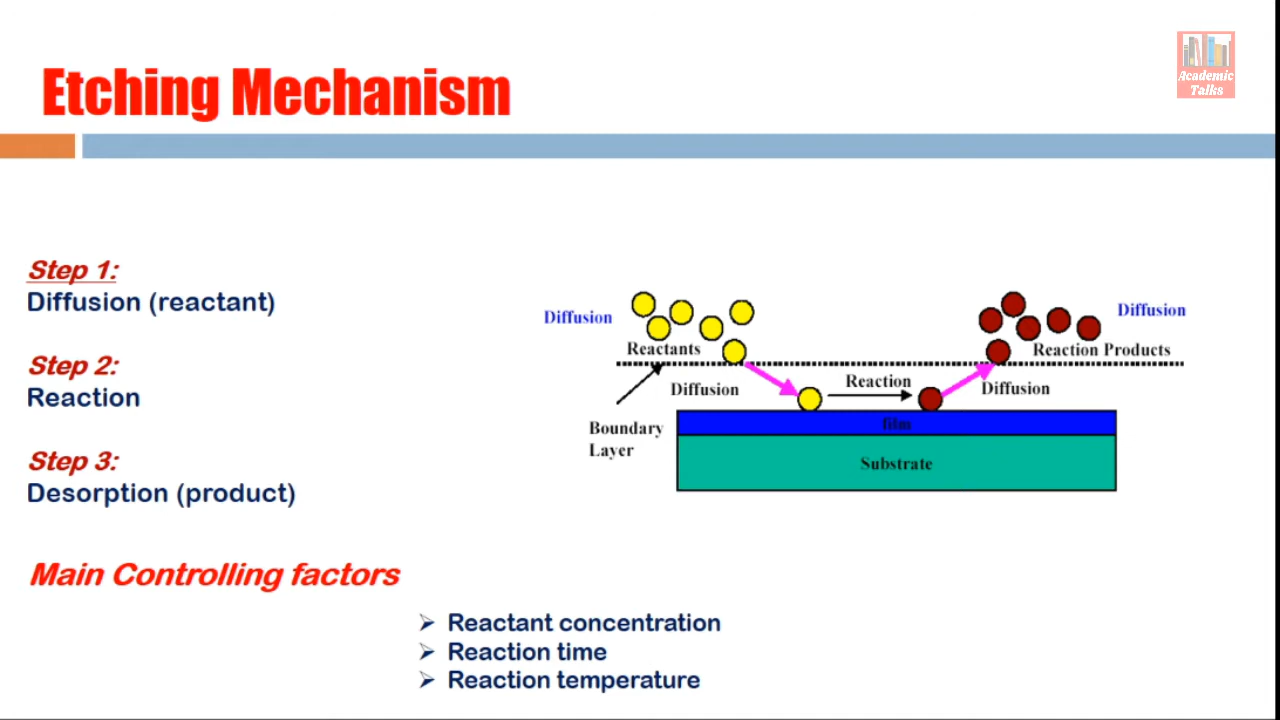 Academic
Talks
Etching Mechanism
Step 1:
Diffusion (reactant)
Step 2:
Reaction
Step 3:
Desorption (product)
Diffusion
Diffusion
Reactants
Reaction Products
Reaction
Diffusion
Diffusion
Boundary
Layer
film
Substrate
Main Controlling factors
➢ Reactant concentration
➢ Reaction time
➢ Reaction temperature